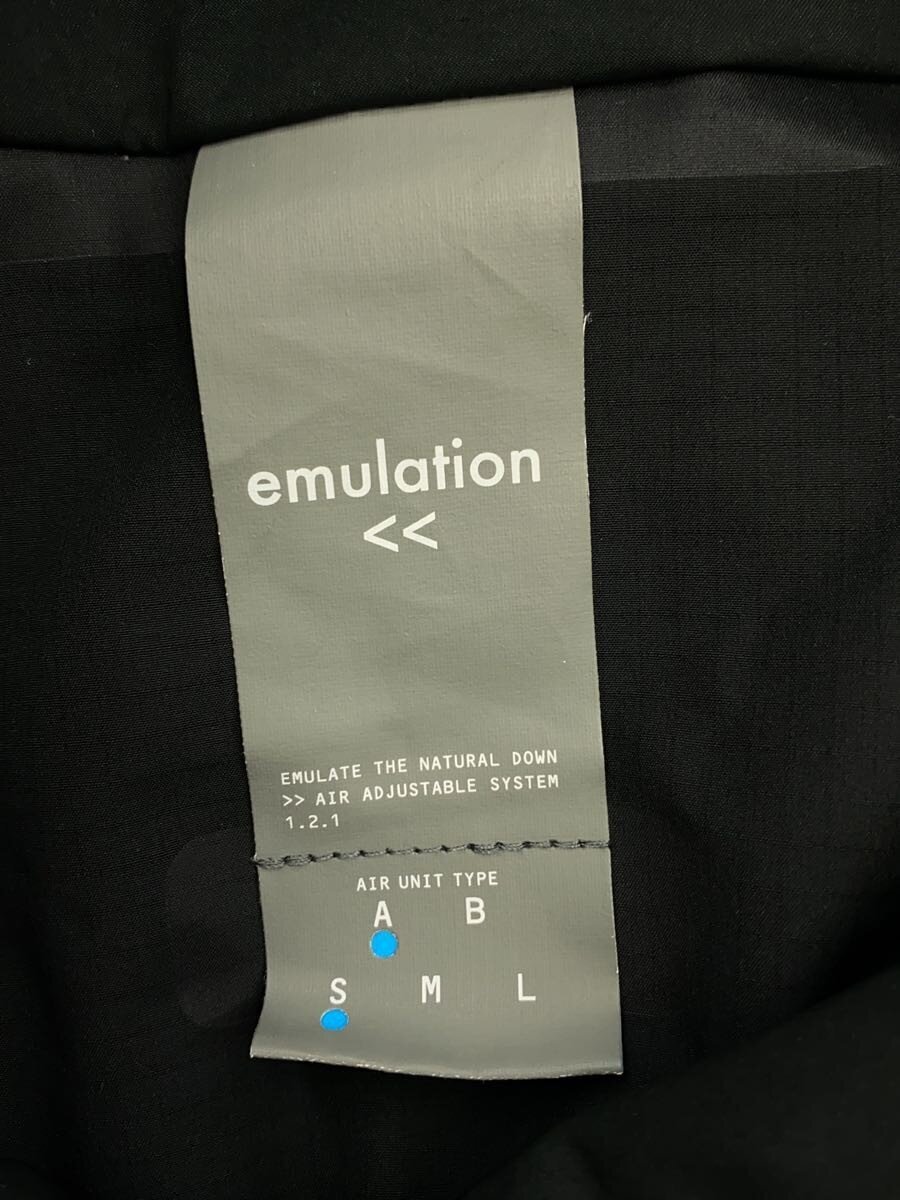 emulation
<<
EMULATE THE NATURAL DOWN
>> AIR ADJUSTABLE SYSTEM
1.2.1
AIR UNIT TYPE
A B
S M L